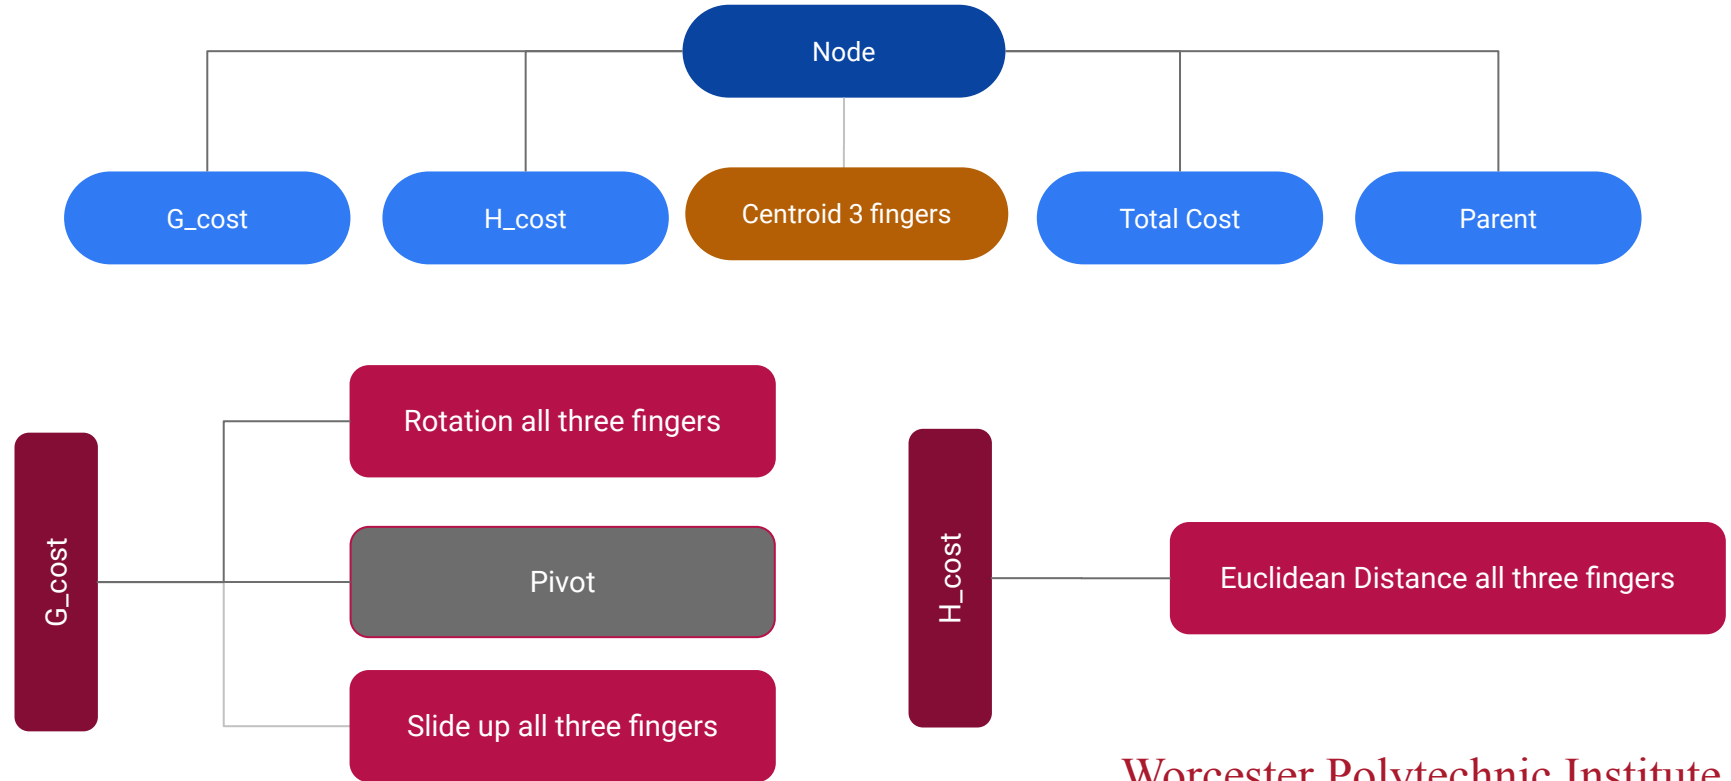 Node
G_cost
H_cost
Centroid 3 fingers
Total Cost
Parent
G_cost
Rotation all three fingers
Pivot
Slide up all three fingers
H_cost
Euclidean Distance all three fingers
Worcester Polytechnic Institute